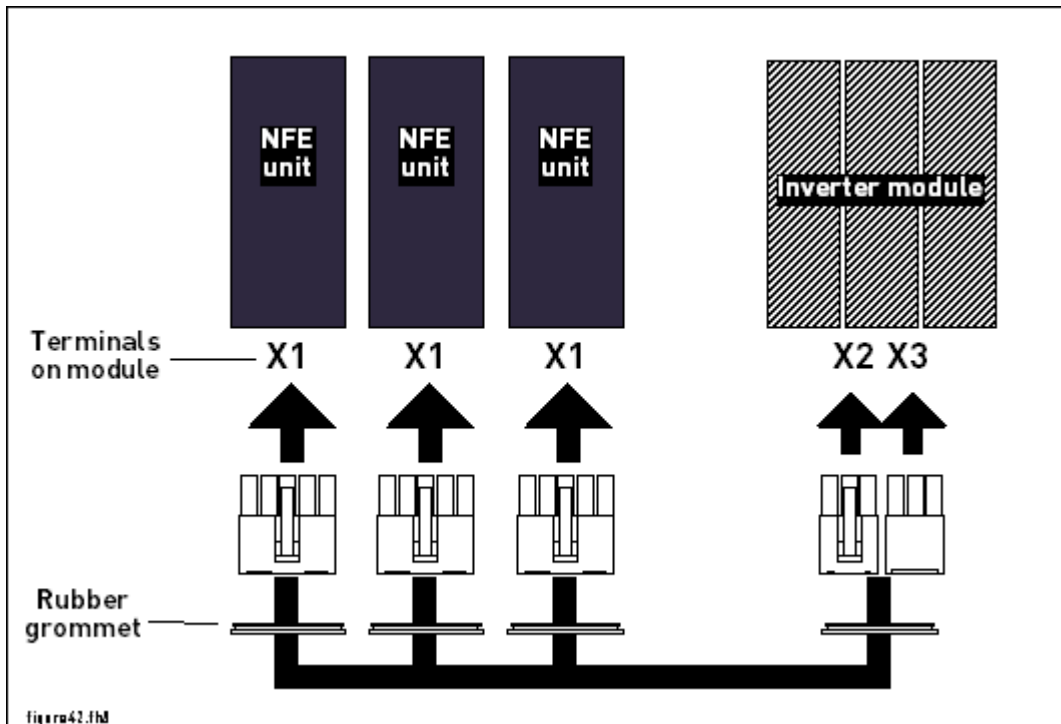 NFE
unit
NFE
unit
NFE
unit
Inverter module
Terminals
on module
X1
X1
X1
X2 X3
Rubber
grommet
figure42.fh8